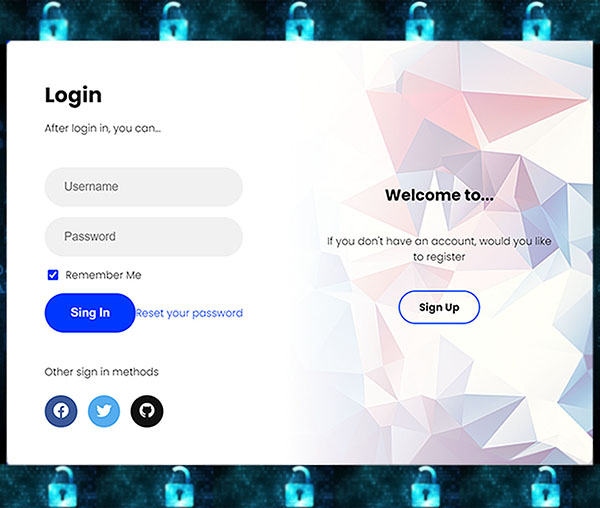 Login
After login in, you can...
Username
Password
Remember Me
Sing In
Reset your password
Other sign in methods
Welcome to...
If you don't have an account, would you like
to register
Sign Up